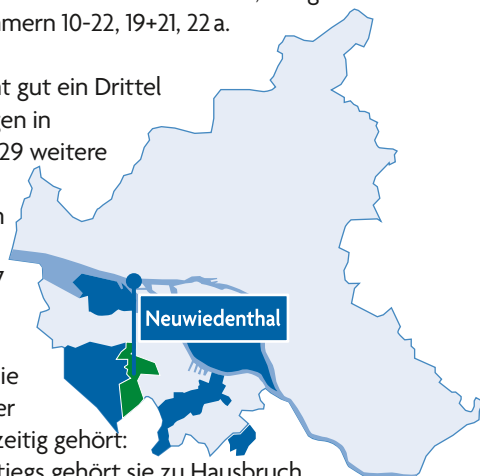 mmern 10-22, 19+21, 22 a.
t gut ein Drittel
gen in
29 weitere
Neuwiedenthal
ie
er
zeitig gehört:
tiegs gehört sie zu Hausbruch